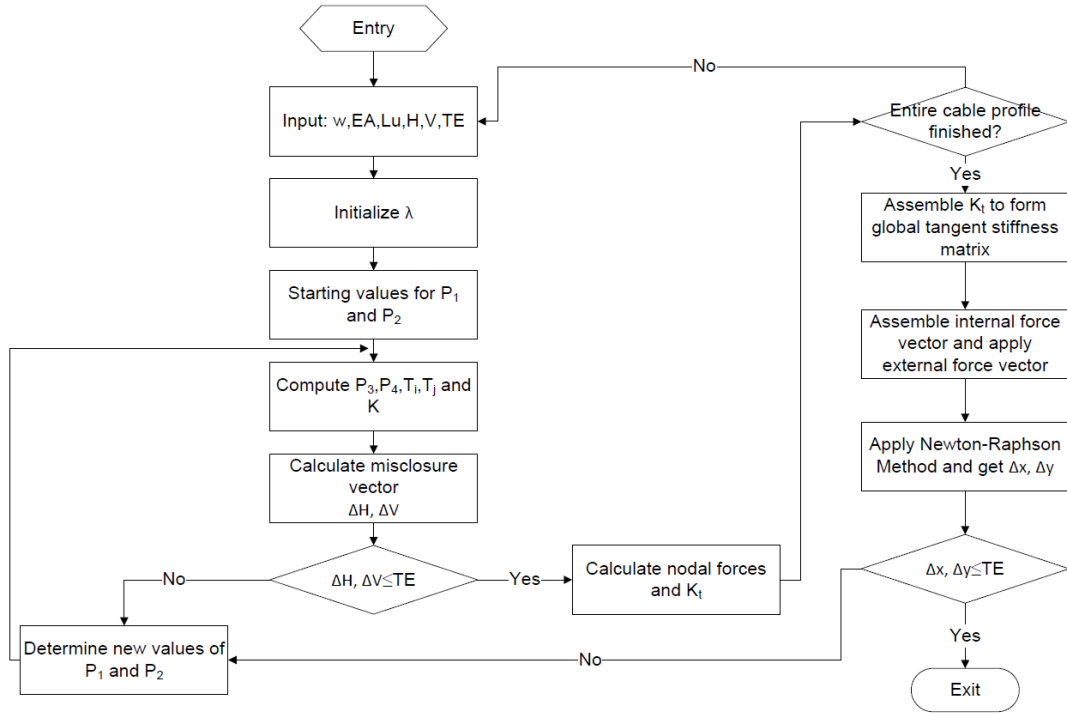 Entry
No
Input: w,EA,Lu,H,V,TE
Entire cable profile
finished?
Yes
Initialize λ
Assemble Kₜ to form
global tangent stiffness
matrix
Starting values for P₁
and P₂
Assemble internal force
vector and apply
external force vector
Compute P₃,P₄,Tᵢ,Tⱼ and
K
Calculate misclosure
vector
ΔH, ΔV
Apply Newton-Raphson
Method and get Δx, Δy
No
ΔH, ΔV≤TE
Yes
Calculate nodal forces
and Kₜ
Δx, Δy≤TE
Determine new values of
P₁ and P₂
No
Yes
Exit